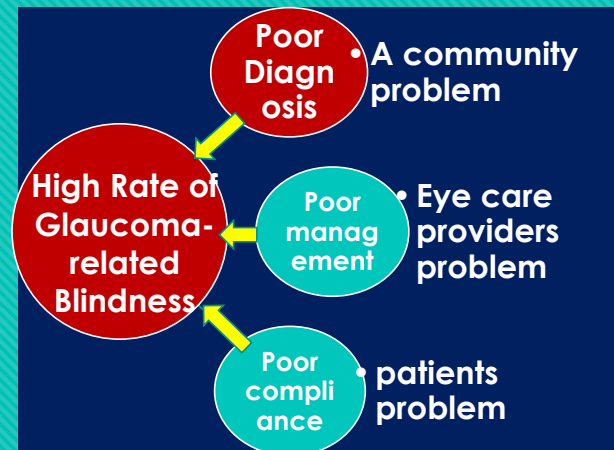 Poor
Diagn
osis
• A community
problem
High Rate of
Glaucoma-
related
Blindness
Poor
manag
ement
• Eye care
providers
problem
Poor
compli
ance
• patients
problem